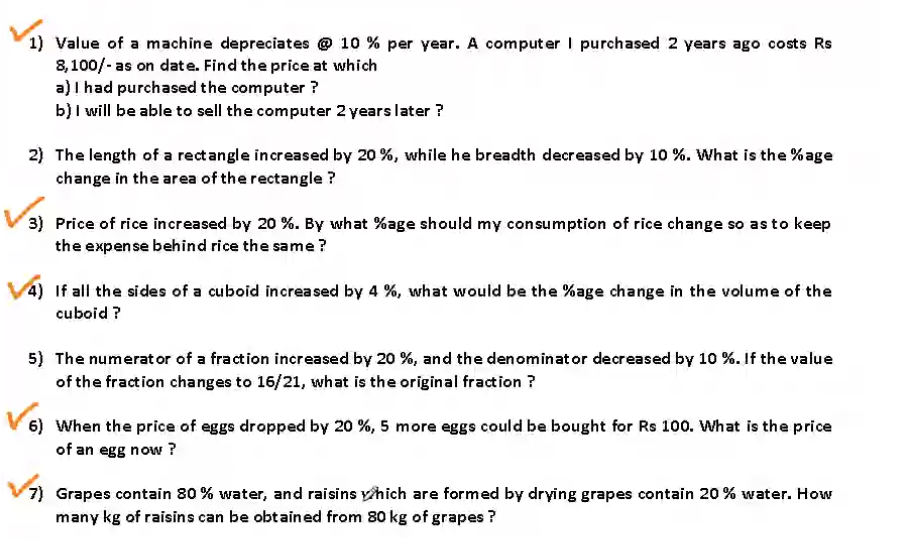 1) Value of a machine depreciates @ 10 % per year. A computer I purchased 2 years ago costs Rs
8,100/- as on date. Find the price at which
a) I had purchased the computer ?
b) I will be able to sell the computer 2 years later ?
2) The length of a rectangle increased by 20 %, while he breadth decreased by 10 %. What is the %age
change in the area of the rectangle ?
3) Price of rice increased by 20 %. By what %age should my consumption of rice change so as to keep
the expense behind rice the same ?
4) If all the sides of a cuboid increased by 4 %, what would be the %age change in the volume of the
cuboid ?
5) The numerator of a fraction increased by 20 %, and the denominator decreased by 10 %. If the value
of the fraction changes to 16/21, what is the original fraction ?
6) When the price of eggs dropped by 20 %, 5 more eggs could be bought for Rs 100. What is the price
of an egg now ?
7) Grapes contain 80 % water, and raisins which are formed by drying grapes contain 20 % water. How
many kg of raisins can be obtained from 80 kg of grapes ?